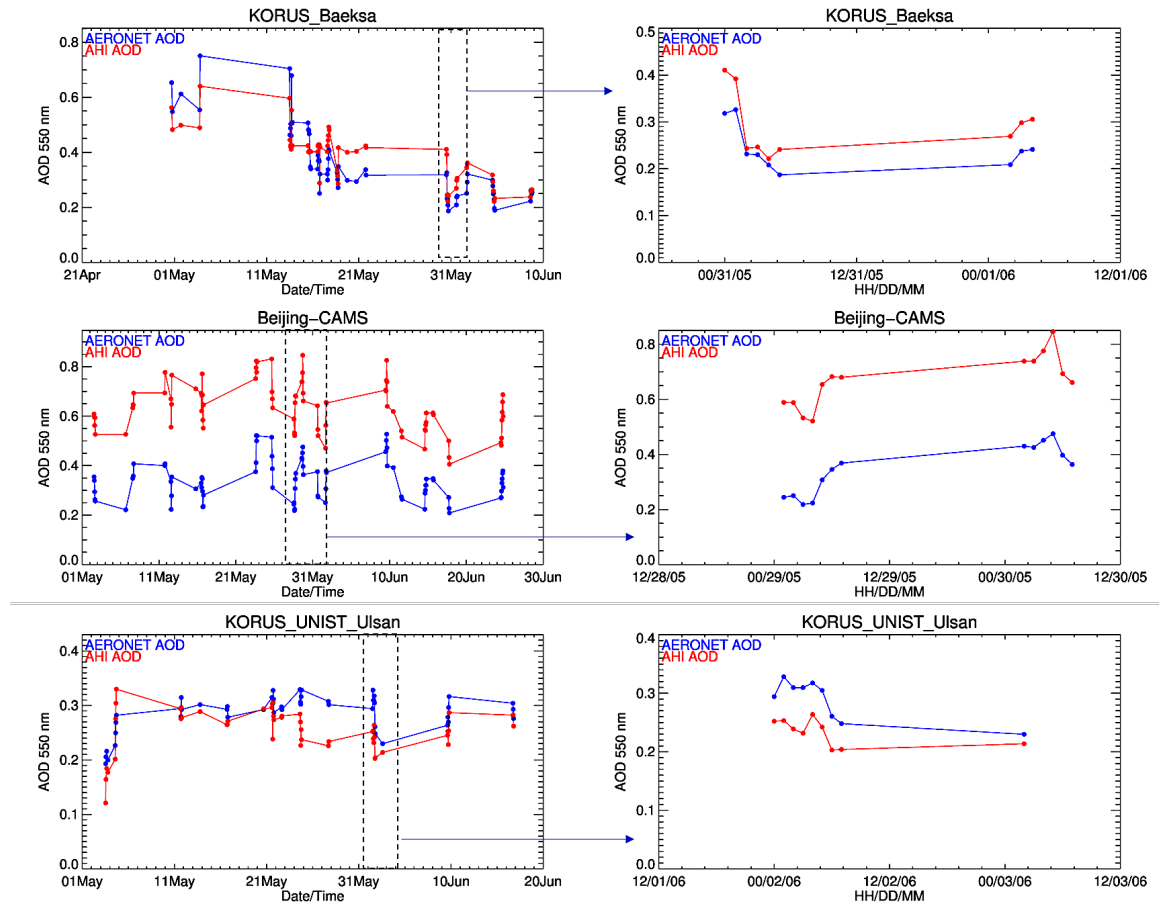 KORUS_Baeksa
AERONET AOD
AHI AOD
AOD 550 nm
0.8
0.6
0.4
0.2
0.0
21Apr 01May 11May 21May 31May 10Jun
Date/Time
KORUS_Baeksa
AERONET AOD
AHI AOD
AOD 550 nm
0.5
0.4
0.3
0.2
0.1
0.0
00/31/05 12/31/05 00/01/06 12/01/06
HH/DD/MM
Beijing-CAMS
AERONET AOD
AHI AOD
AOD 550 nm
0.8
0.6
0.4
0.2
0.0
01May 11May 21May 31May 10Jun 20Jun 30Jun
Date/Time
Beijing-CAMS
AERONET AOD
AHI AOD
AOD 550 nm
0.8
0.6
0.4
0.2
0.0
12/28/05 00/29/05 12/29/05 00/30/05 12/30/05
HH/DD/MM
KORUS_UNIST_Ulsan
AERONET AOD
AHI AOD
AOD 550 nm
0.4
0.3
0.2
0.1
0.0
01May 11May 21May 31May 10Jun 20Jun
Date/Time
KORUS_UNIST_Ulsan
AERONET AOD
AHI AOD
AOD 550 nm
0.4
0.3
0.2
0.1
0.0
12/01/06 00/02/06 12/02/06 00/03/06 12/03/06
HH/DD/MM